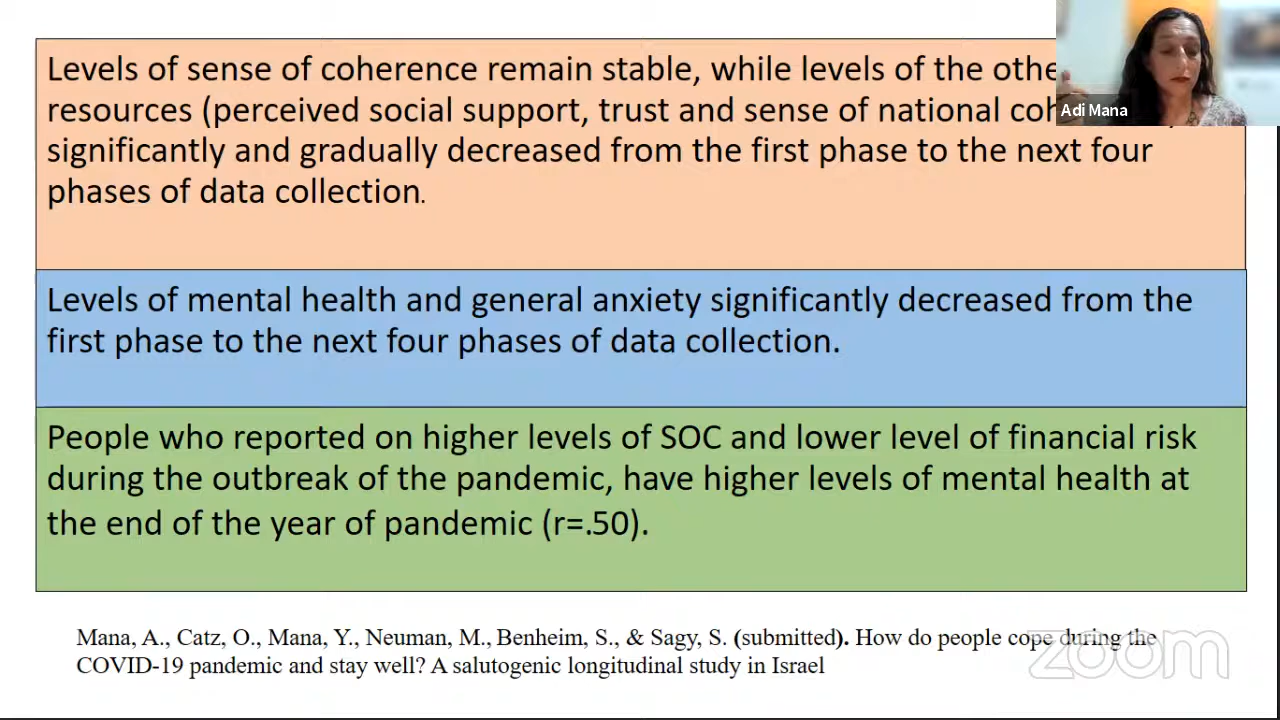 Levels of sense of coherence remain stable, while levels of the othe
resources (perceived social support, trust and sense of national coh
significantly and gradually decreased from the first phase to the next four
phases of data collection.
Adi Mana
Levels of mental health and general anxiety significantly decreased from the
first phase to the next four phases of data collection.
People who reported on higher levels of SOC and lower level of financial risk
during the outbreak of the pandemic, have higher levels of mental health at
the end of the year of pandemic (r=.50).
Mana, A., Catz, O., Mana, Y., Neuman, M., Benheim, S., & Sagy, S. (submitted). How do people cope during the
COVID-19 pandemic and stay well? A salutogenic longitudinal study in Israel
zoom